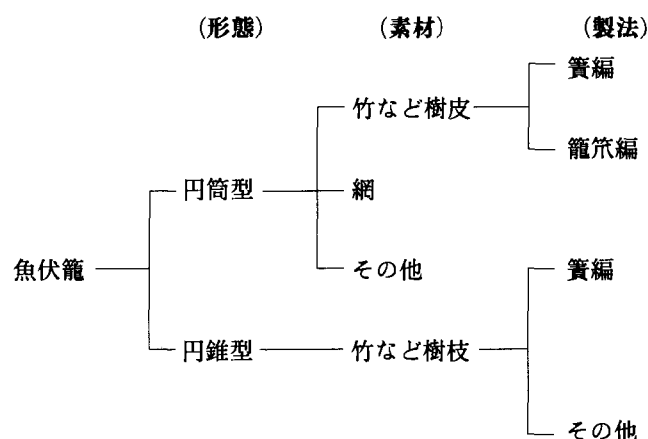 (形態) (素材) (製法)
簀編
竹など樹皮
籠笊編
円筒型 網
魚伏籠 その他 簀編
円錐型 竹など樹枝
その他